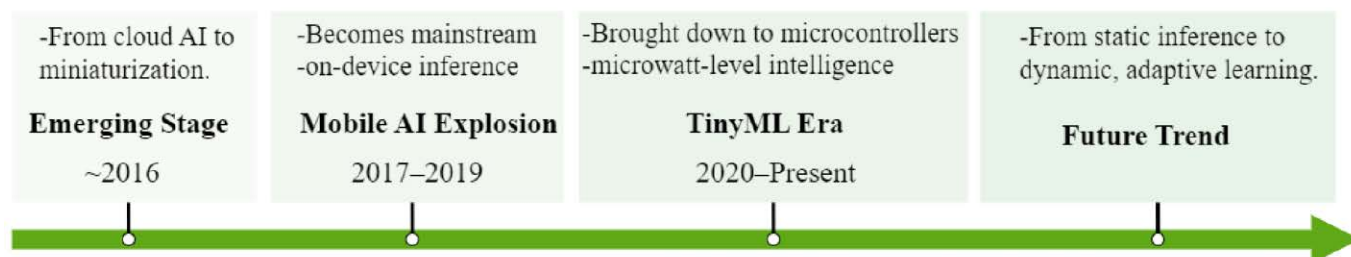 -From cloud AI to
miniaturization.
Emerging Stage
~2016
-Becomes mainstream
-on-device inference
Mobile AI Explosion
2017–2019
-Brought down to microcontrollers
-microwatt-level intelligence
TinyML Era
2020–Present
-From static inference to
dynamic, adaptive learning.
Future Trend